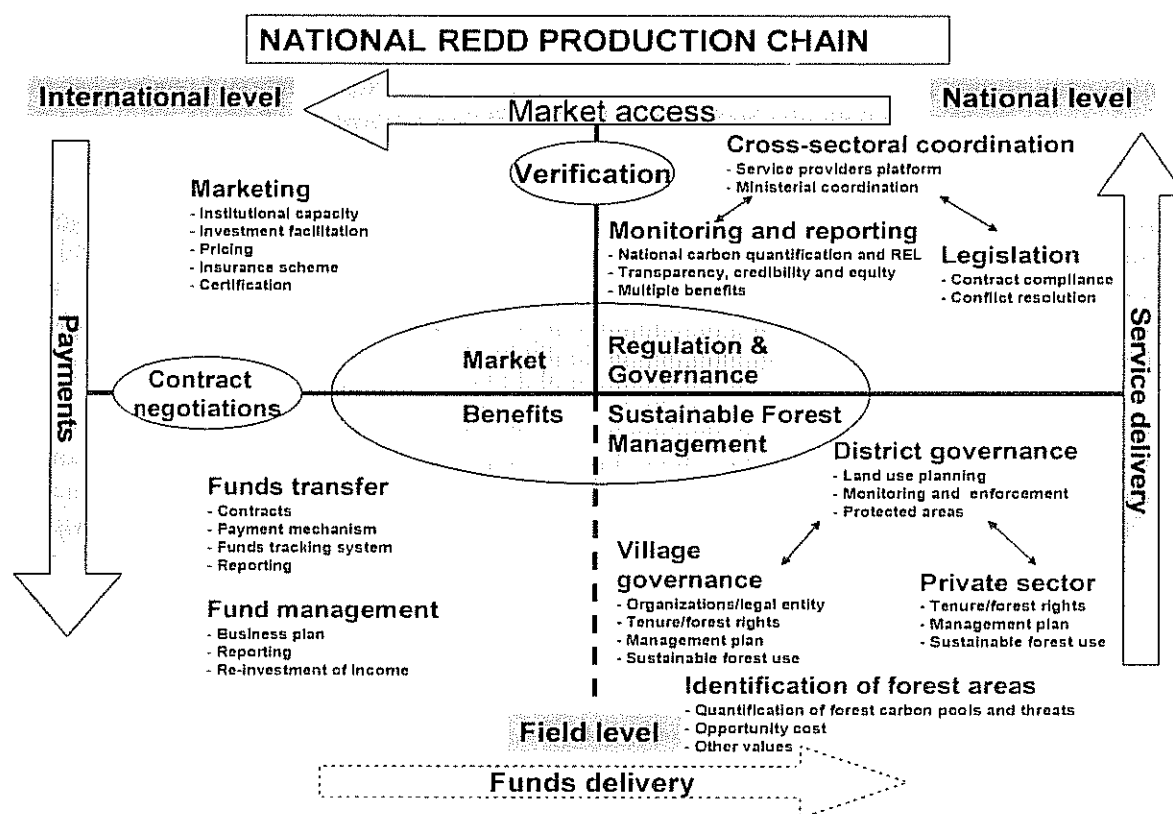 NATIONAL REDD PRODUCTION CHAIN
International level
National level
Market access
Verification
Cross-sectoral coordination
- Service providers platform
- Ministerial coordination
Marketing
- Institutional capacity
- Investment facilitation
- Pricing
- Insurance scheme
- Certification
Monitoring and reporting
- National carbon quantification and REL
- Transparency, credibility and equity
- Multiple benefits
Legislation
- Contract compliance
- Conflict resolution
Payments
Service delivery
Contract
negotiations
Market
Regulation &
Governance
Benefits
Sustainable Forest
Management
District governance
- Land use planning
- Monitoring and enforcement
- Protected areas
Funds transfer
- Contracts
- Payment mechanism
- Funds tracking system
- Reporting
Village
governance
- Organizations/legal entity
- Tenure/forest rights
- Management plan
- Sustainable forest use
Private sector
- Tenure/forest rights
- Management plan
- Sustainable forest use
Fund management
- Business plan
- Reporting
- Re-investment of income
Identification of forest areas
- Quantification of forest carbon pools and threats
- Opportunity cost
- Other values
Field level
Funds delivery